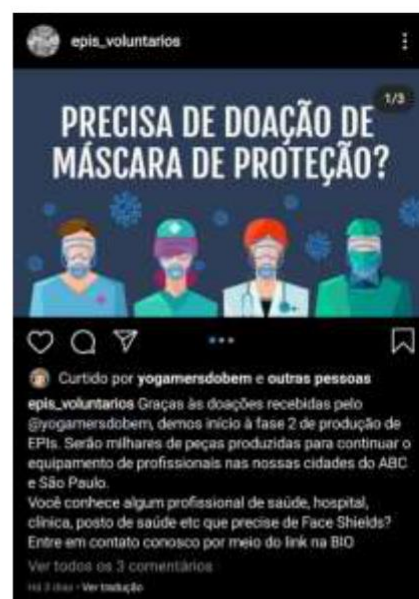 epis_voluntarios
1/3
PRECISA DE DOAÇÃO DE
MÁSCARA DE PROTEÇÃO?
Curtido por yogamersdobem e outras pessoas
epis_voluntarios Graças às doações recebidas pelo
@yogamersdobem, demos início à fase 2 de produção de
EPIs. Serão milhares de peças produzidas para continuar o
equipamento de profissionais nas nossas cidades do ABC
e São Paulo.
Você conhece algum profissional de saúde, hospital,
clínica, posto de saúde etc que precise de Face Shields?
Entre em contato conosco por meio do link na BIO
Ver todos os 3 comentários
Há 3 dias • Ver tradução